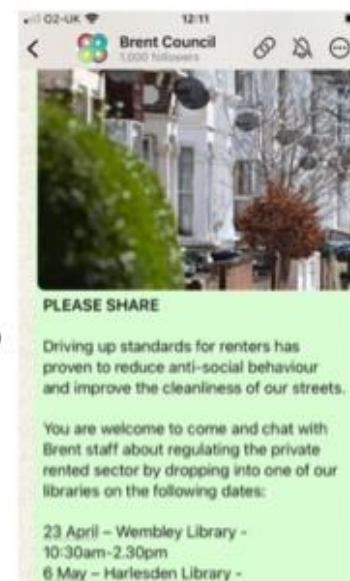 O2-UK
12:11
Brent Council
1,000 followers
PLEASE SHARE
Driving up standards for renters has
proven to reduce anti-social behaviour
and improve the cleanliness of our streets.
You are welcome to come and chat with
Brent staff about regulating the private
rented sector by dropping into one of our
libraries on the following dates:
23 April – Wembley Library -
10:30am-2.30pm
6 May – Harlesden Library -